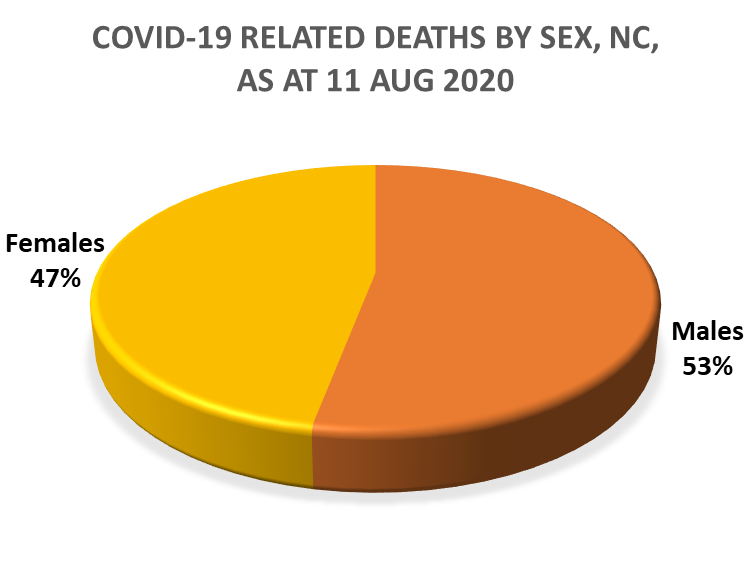 COVID-19 RELATED DEATHS BY SEX, NC,
AS AT 11 AUG 2020
Females
47%
Males
53%